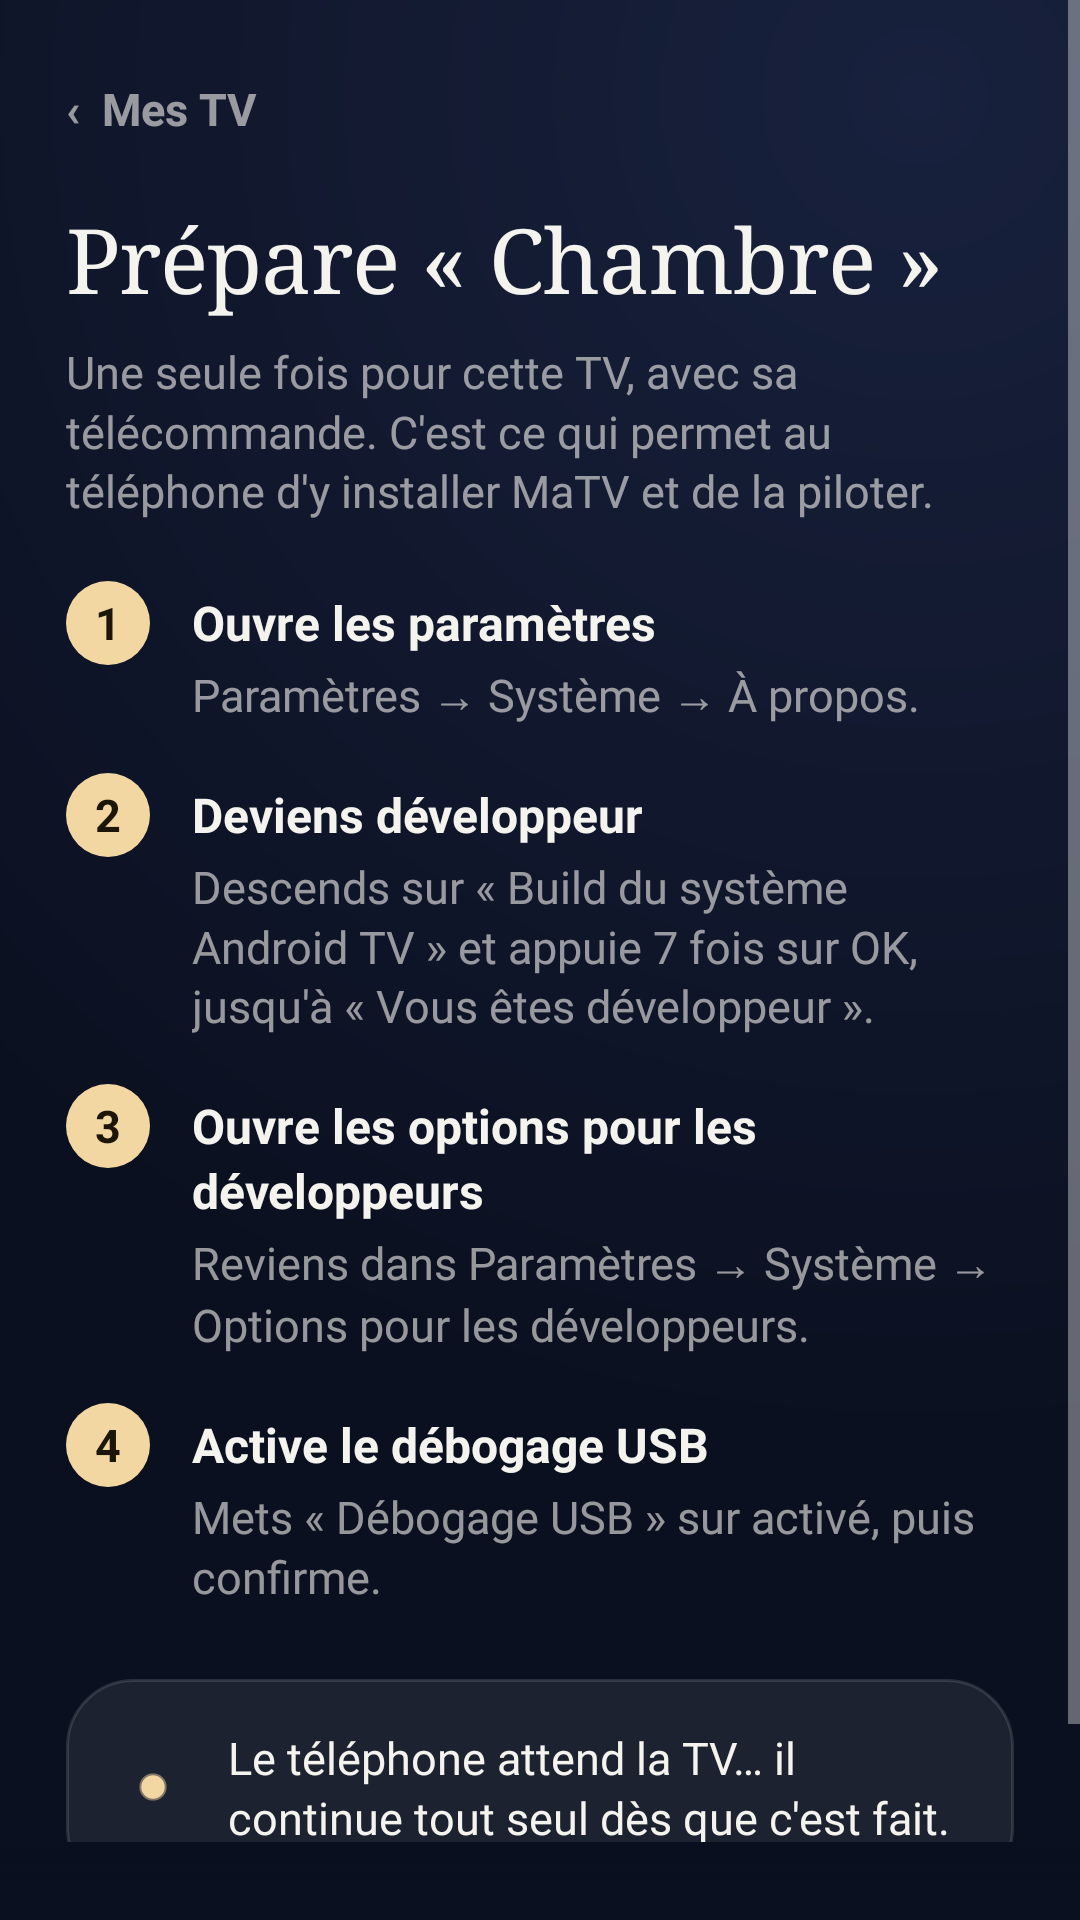 ‹ Mes TV
Prépare « Chambre »
Une seule fois pour cette TV, avec sa
télécommande. C'est ce qui permet au
téléphone d'y installer MaTV et de la piloter.
1 Ouvre les paramètres
Paramètres → Système → À propos.
2 Deviens développeur
Descends sur « Build du système
Android TV » et appuie 7 fois sur OK,
jusqu'à « Vous êtes développeur ».
3 Ouvre les options pour les
développeurs
Reviens dans Paramètres → Système →
Options pour les développeurs.
4 Active le débogage USB
Mets « Débogage USB » sur activé, puis
confirme.
Le téléphone attend la TV… il
continue tout seul dès que c'est fait.